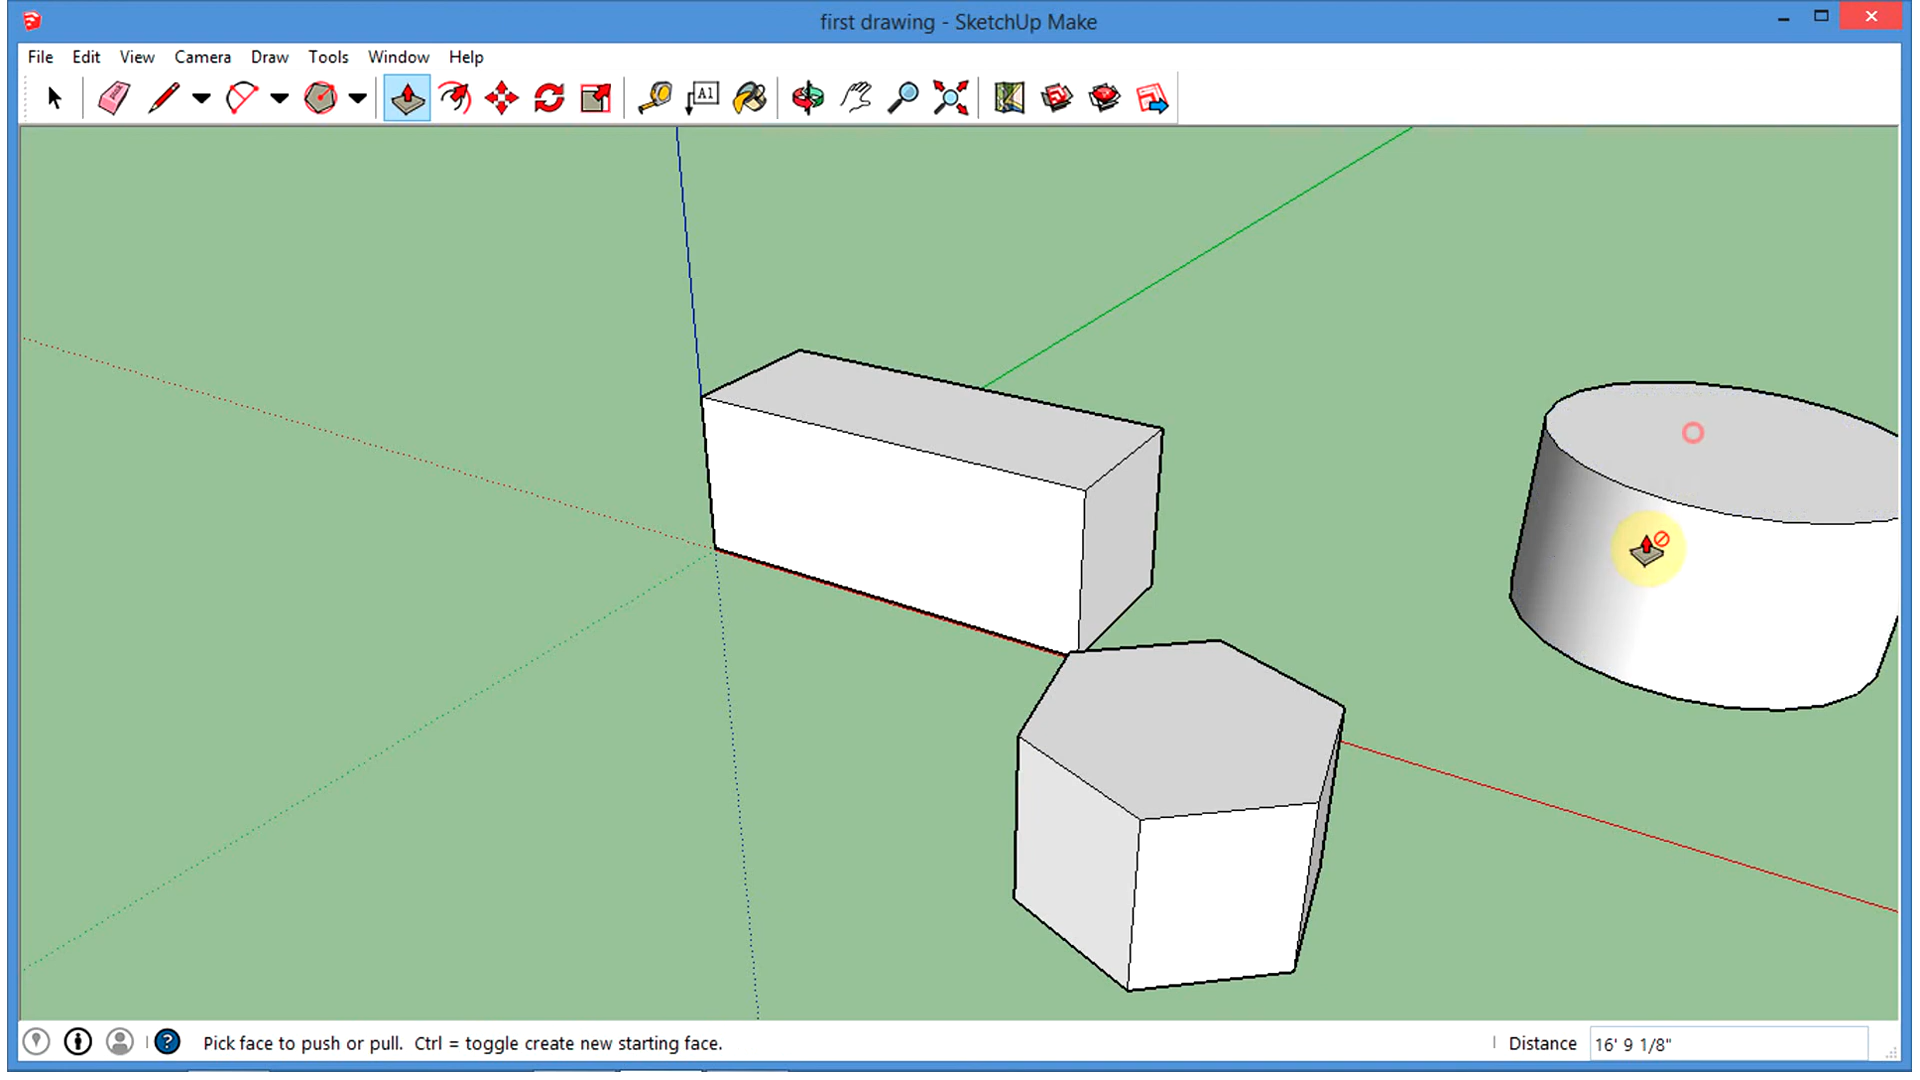 first drawing - SketchUp Make
File Edit View Camera Draw Tools Window Help
A1
Pick face to push or pull. Ctrl = toggle create new starting face.
Distance 16' 9 1/8"